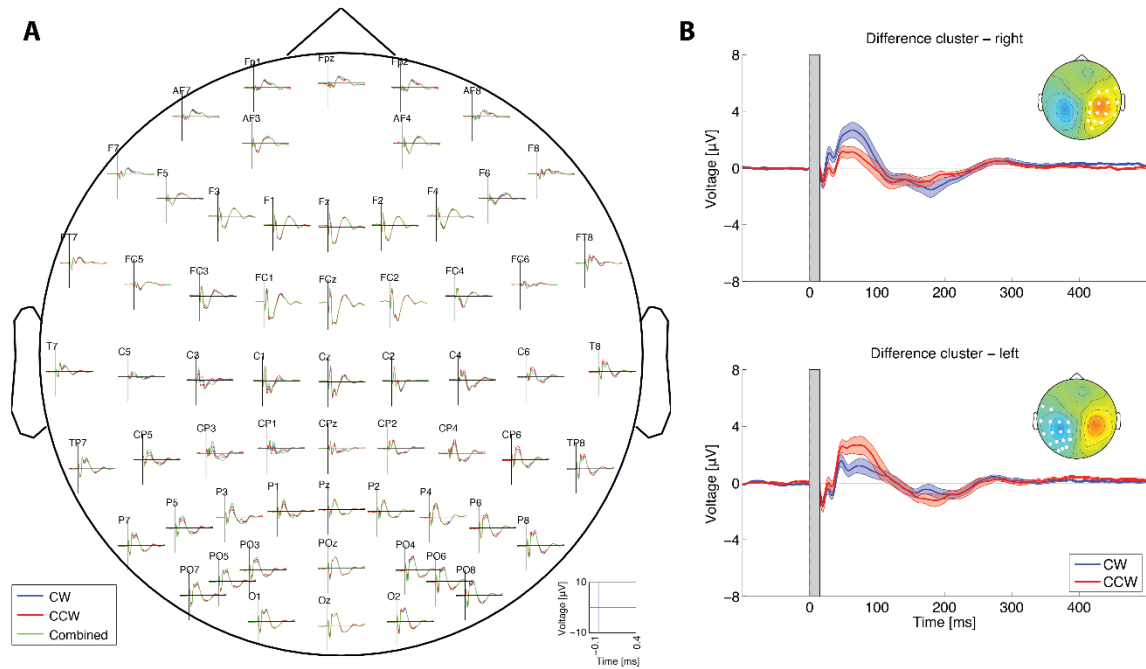 A
Fp1 Fpz Fp2
AF7 AF8
AF3 AF4
F7 F8
F5 F6
F3 F4
F1 Fz F2
FT7 FT8
FC5 FC6
FC3 FC4
FC1 FCz FC2
T7 T8
C5 C3 C1 Cz C2 C4 C6
TP7 CP5 CP3 CP1 CPz CP2 CP4 CP6 TP8
P7 P5 P3 P1 Pz P2 P4 P6 P8
PO7 PO5 PO3 POz PO4 PO6 PO8
O1 Oz O2
CW
CCW
Combined
10
Voltage [µV]
−10
−0.1
0.4
Time [ms]
B
Difference cluster – right
8
4
0
−4
−8
Voltage [µV]
0 100 200 300 400
Difference cluster – left
8
4
0
−4
−8
Voltage [µV]
0 100 200 300 400
Time [ms]
CW
CCW